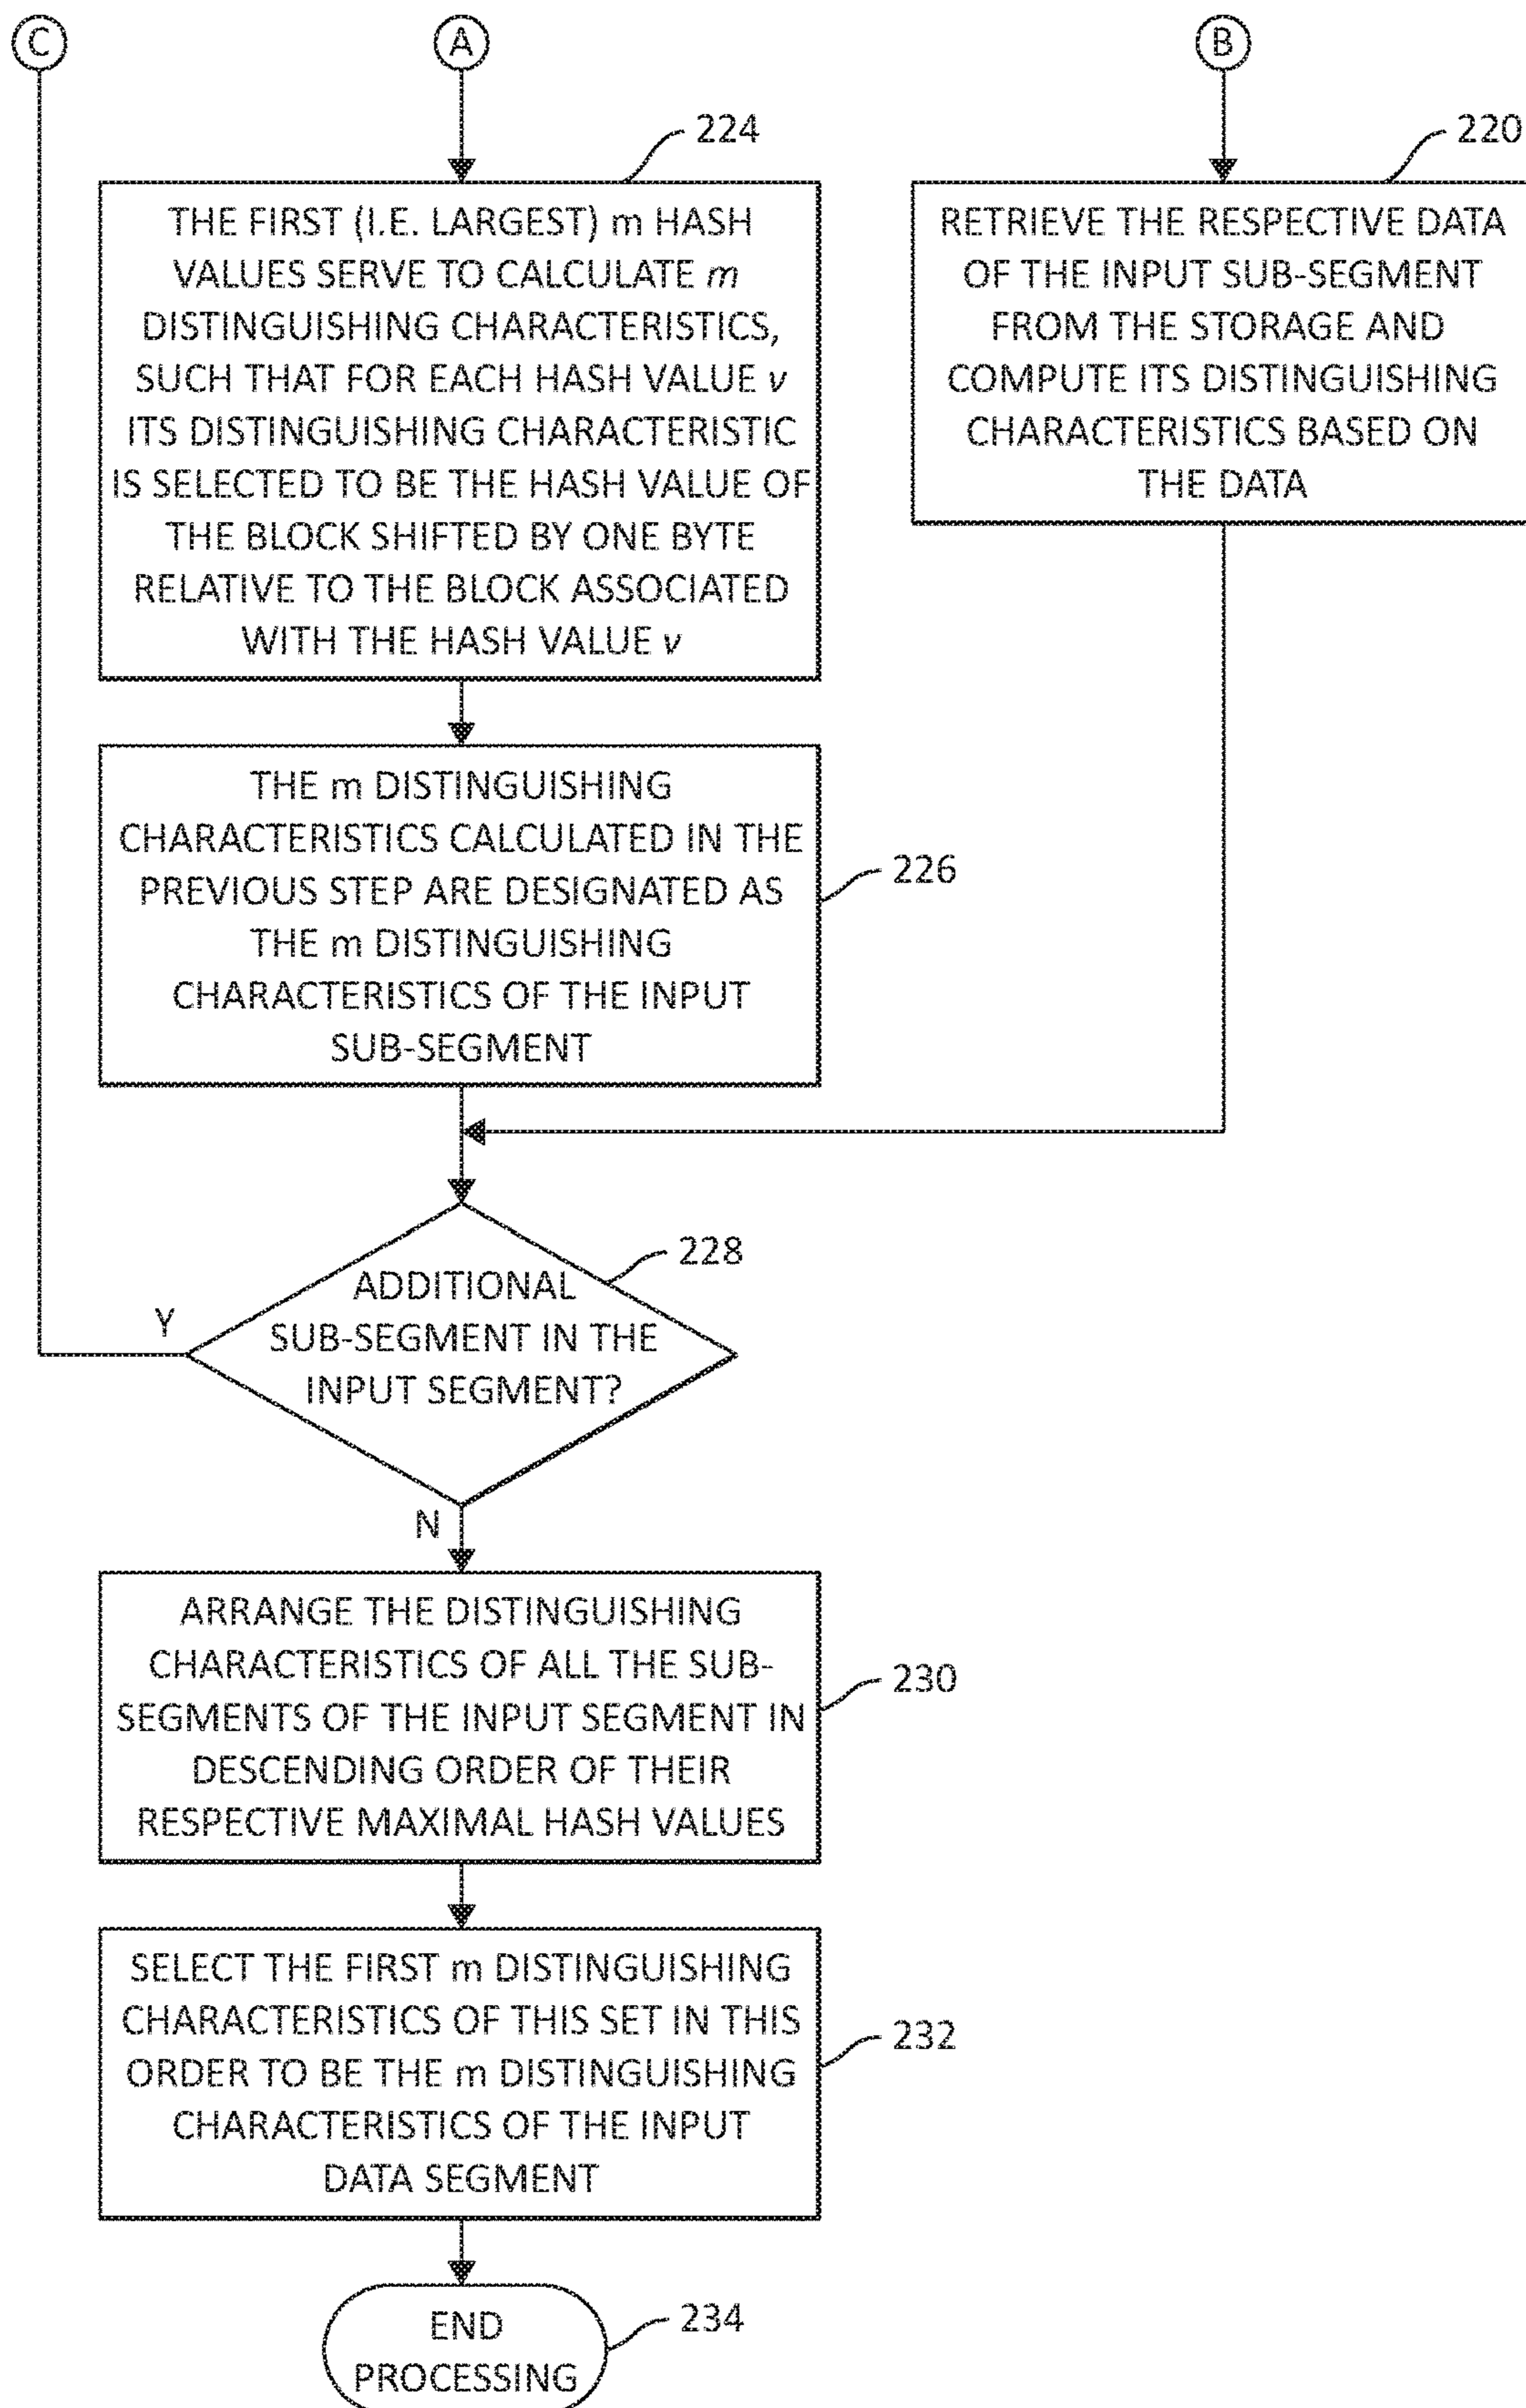 C
A
B
224
THE FIRST (I.E. LARGEST) m HASH
VALUES SERVE TO CALCULATE m
DISTINGUISHING CHARACTERISTICS,
SUCH THAT FOR EACH HASH VALUE v
ITS DISTINGUISHING CHARACTERISTIC
IS SELECTED TO BE THE HASH VALUE OF
THE BLOCK SHIFTED BY ONE BYTE
RELATIVE TO THE BLOCK ASSOCIATED
WITH THE HASH VALUE v
220
RETRIEVE THE RESPECTIVE DATA
OF THE INPUT SUB-SEGMENT
FROM THE STORAGE AND
COMPUTE ITS DISTINGUISHING
CHARACTERISTICS BASED ON
THE DATA
THE m DISTINGUISHING
CHARACTERISTICS CALCULATED IN THE
PREVIOUS STEP ARE DESIGNATED AS
THE m DISTINGUISHING
CHARACTERISTICS OF THE INPUT
SUB-SEGMENT
226
228
ADDITIONAL
SUB-SEGMENT IN THE
INPUT SEGMENT?
Y
N
ARRANGE THE DISTINGUISHING
CHARACTERISTICS OF ALL THE SUB-
SEGMENTS OF THE INPUT SEGMENT IN
DESCENDING ORDER OF THEIR
RESPECTIVE MAXIMAL HASH VALUES
230
SELECT THE FIRST m DISTINGUISHING
CHARACTERISTICS OF THIS SET IN THIS
ORDER TO BE THE m DISTINGUISHING
CHARACTERISTICS OF THE INPUT
DATA SEGMENT
232
END
PROCESSING
234